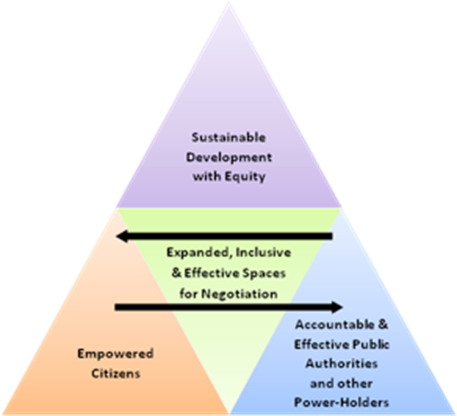 Sustainable
Development
with Equity
Expanded, Inclusive
& Effective Spaces
for Negotiation
Empowered
Citizens
Accountable &
Effective Public
Authorities
and other
Power-Holders